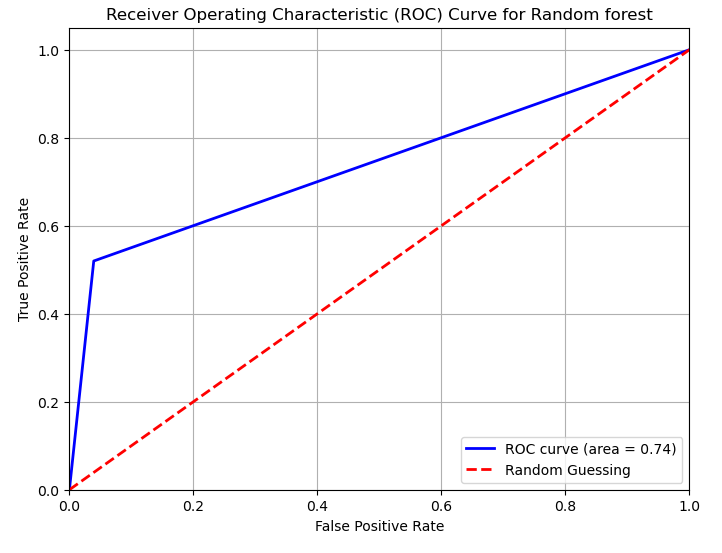 Receiver Operating Characteristic (ROC) Curve for Random forest
True Positive Rate
1.0
0.8
0.6
0.4
0.2
0.0
0.0 0.2 0.4 0.6 0.8 1.0
False Positive Rate
ROC curve (area = 0.74)
Random Guessing